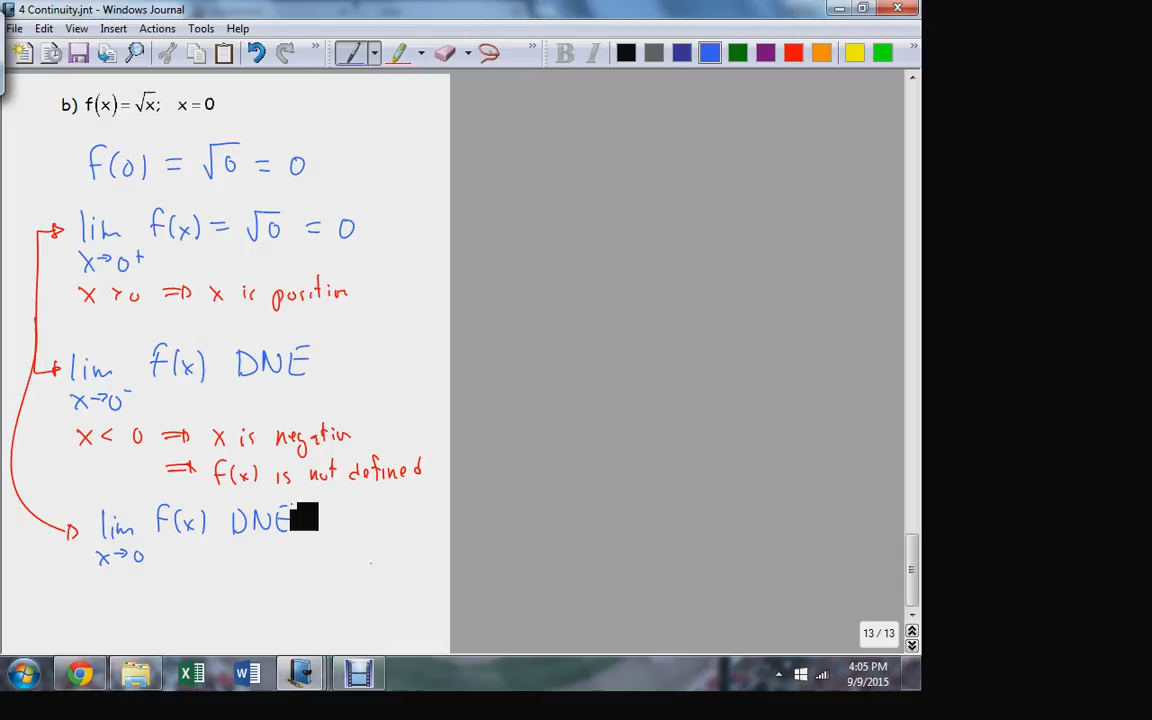 4 Continuity.jnt - Windows Journal
File Edit View Insert Actions Tools Help
b) f(x) = √x; x = 0
f(0) = √0 = 0
lim f(x) = √0 = 0
x→0⁺
x > 0 ⇒ x is positive
lim f(x) DNE
x→0⁻
x < 0 ⇒ x is negative
⇒ f(x) is not defined
lim f(x) DNE
x→0
13 / 13
4:05 PM
9/9/2015